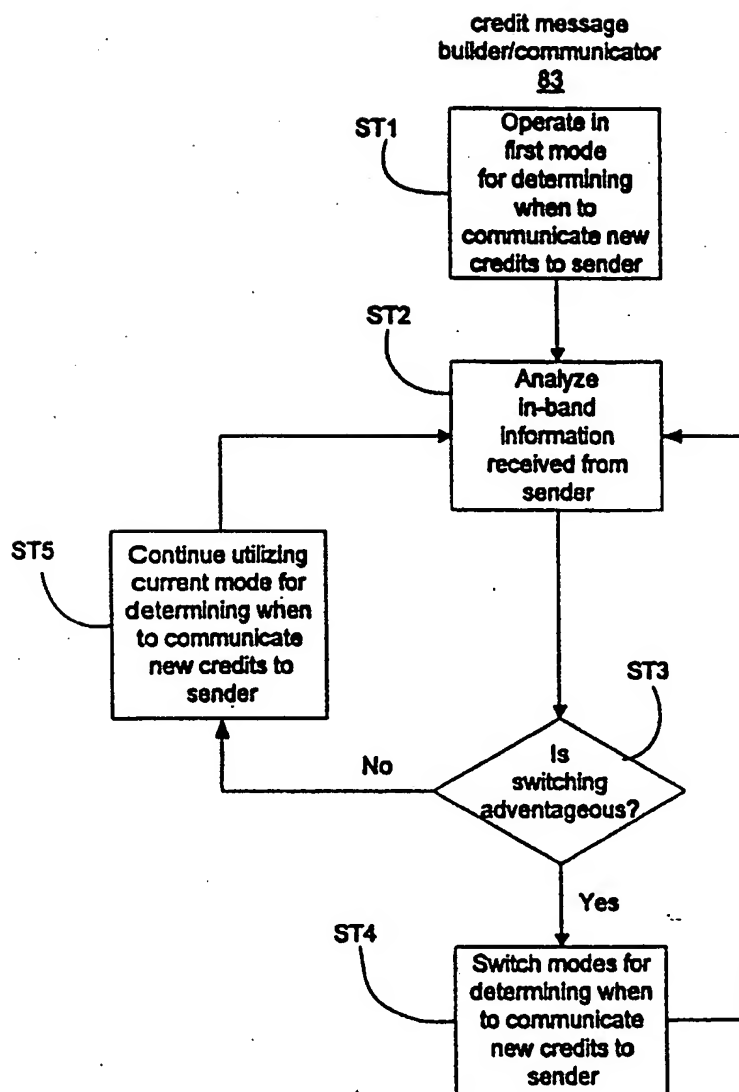 credit message
builder/communicator
83
ST1
Operate in
first mode
for determining
when to
communicate new
credits to sender
ST2
Analyze
in-band
information
received from
sender
ST5
Continue utilizing
current mode for
determining when
to communicate
new credits to
sender
ST3
Is
switching
adventageous?
No
Yes
ST4
Switch modes for
determining when
to communicate
new credits to
sender